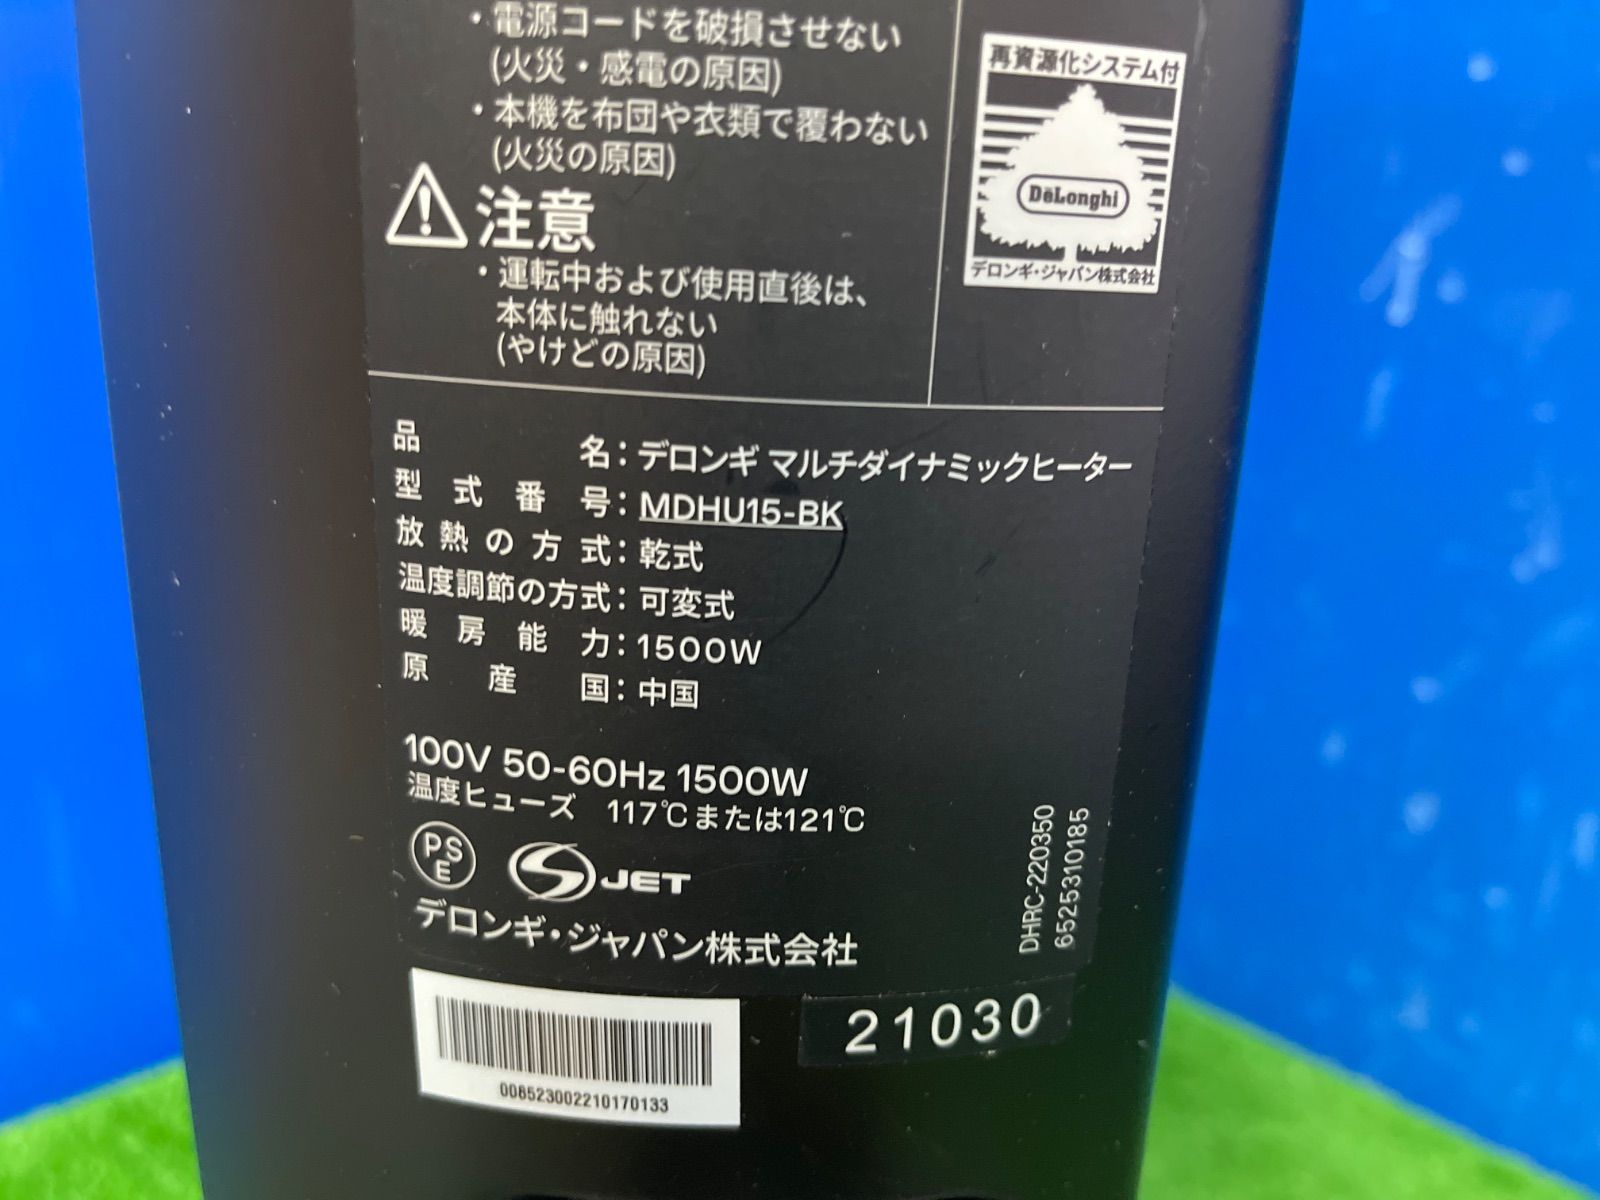 ・電源コードを破損させない
(火災・感電の原因)
・本機を布団や衣類で覆わない
(火災の原因)
注意
・運転中および使用直後は、
本体に触れない
(やけどの原因)
再資源化システム付
DeLonghi
デロンギ・ジャパン株式会社
品名：デロンギ マルチダイナミックヒーター
型式番号：MDHU15-BK
放熱の方式：乾式
温度調節の方式：可変式
暖房能力：1500W
原産国：中国
100V 50-60Hz 1500W
温度ヒューズ 117℃または121℃
PSE
JET
デロンギ・ジャパン株式会社
DHRC-220350
6525310185
21030
008523002210170133